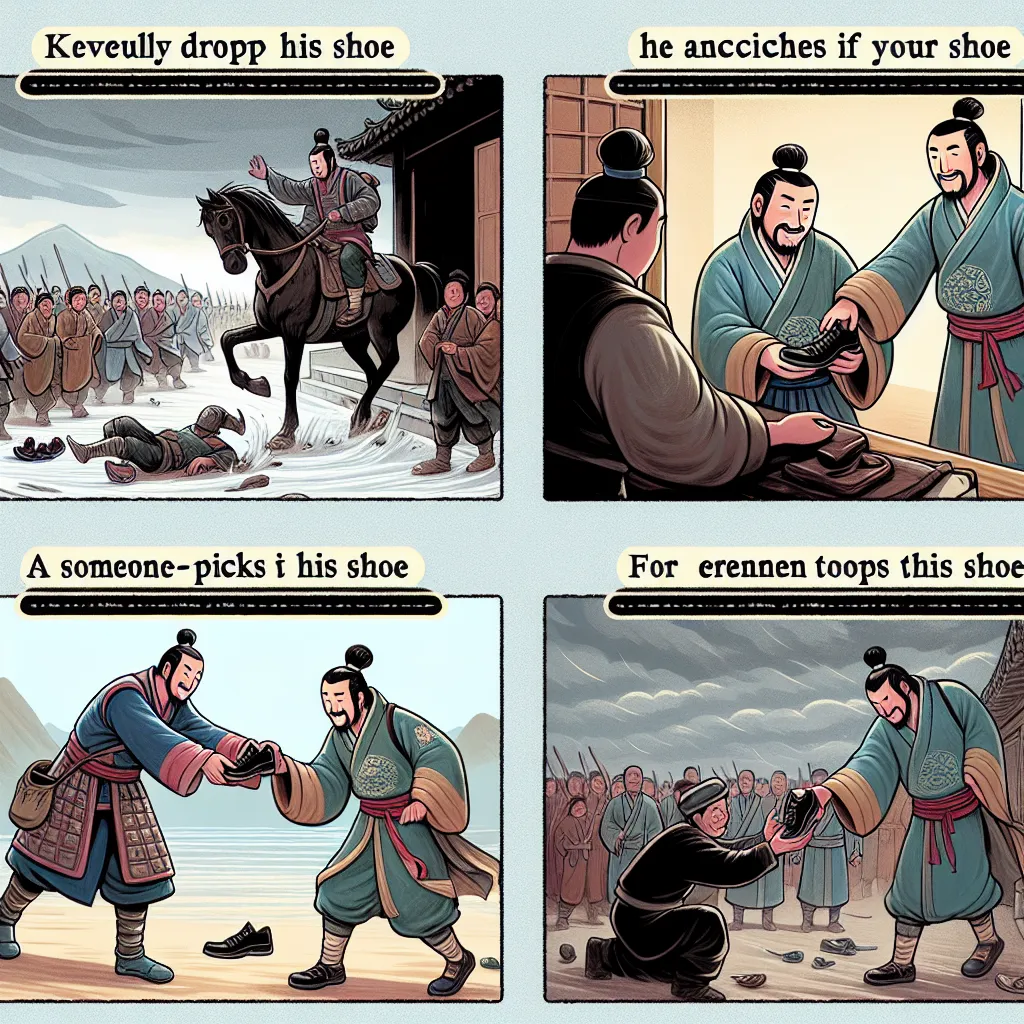 Keveully dropp his shoe
he ancciches if your shoe
A someone-picks i his shoe
For erennen toops this shoe